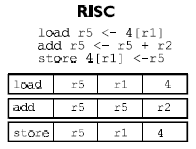 RISC
load r5 <- 4[r1]
add r5 <- r5 + r2
store 4[r1] <-r5
load r5 r1 4
add r5 r5 r2
store r5 r1 4